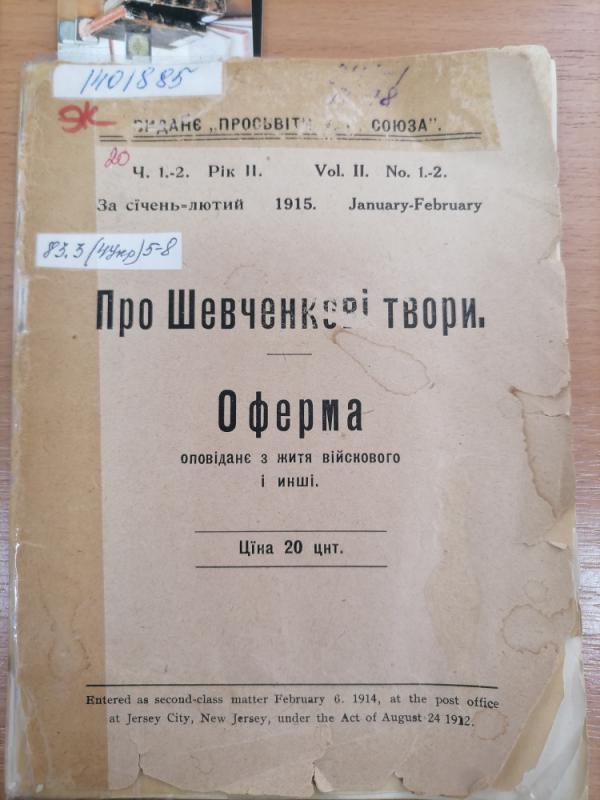 1401885
ЯК
ВИДАНЄ „ПРОСЬВІТИ СОЮЗА".
20
Ч. 1.-2. Рік II. Vol. II. No. 1.-2.
За січень-лютий 1915. January-February
83.3(4Укр)5-8
Про Шевченкові твори.
Оферма
оповіданє з житя війскового
і инші.
Ціна 20 цнт.
Entered as second-class matter February 6. 1914, at the post office
at Jersey City, New Jersey, under the Act of August 24 1912.